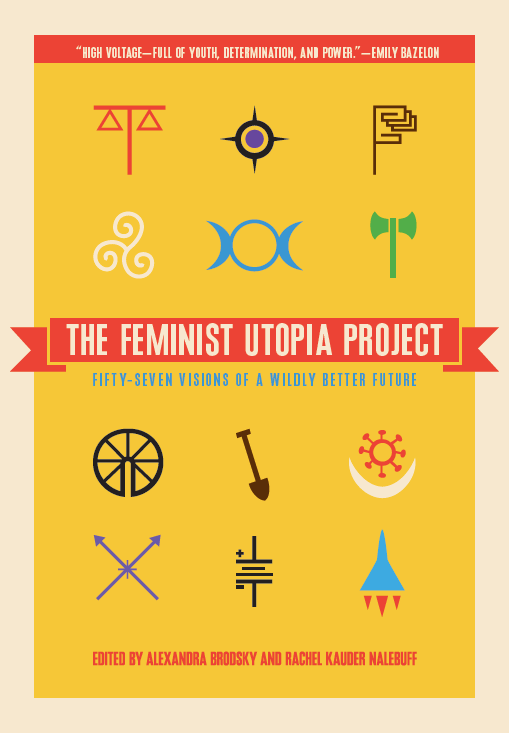 “HIGH VOLTAGE—FULL OF YOUTH, DETERMINATION, AND POWER.”—EMILY BAZELON
THE FEMINIST UTOPIA PROJECT
FIFTY-SEVEN VISIONS OF A WILDLY BETTER FUTURE
EDITED BY ALEXANDRA BRODSKY AND RACHEL KAUDER NALEBUFF